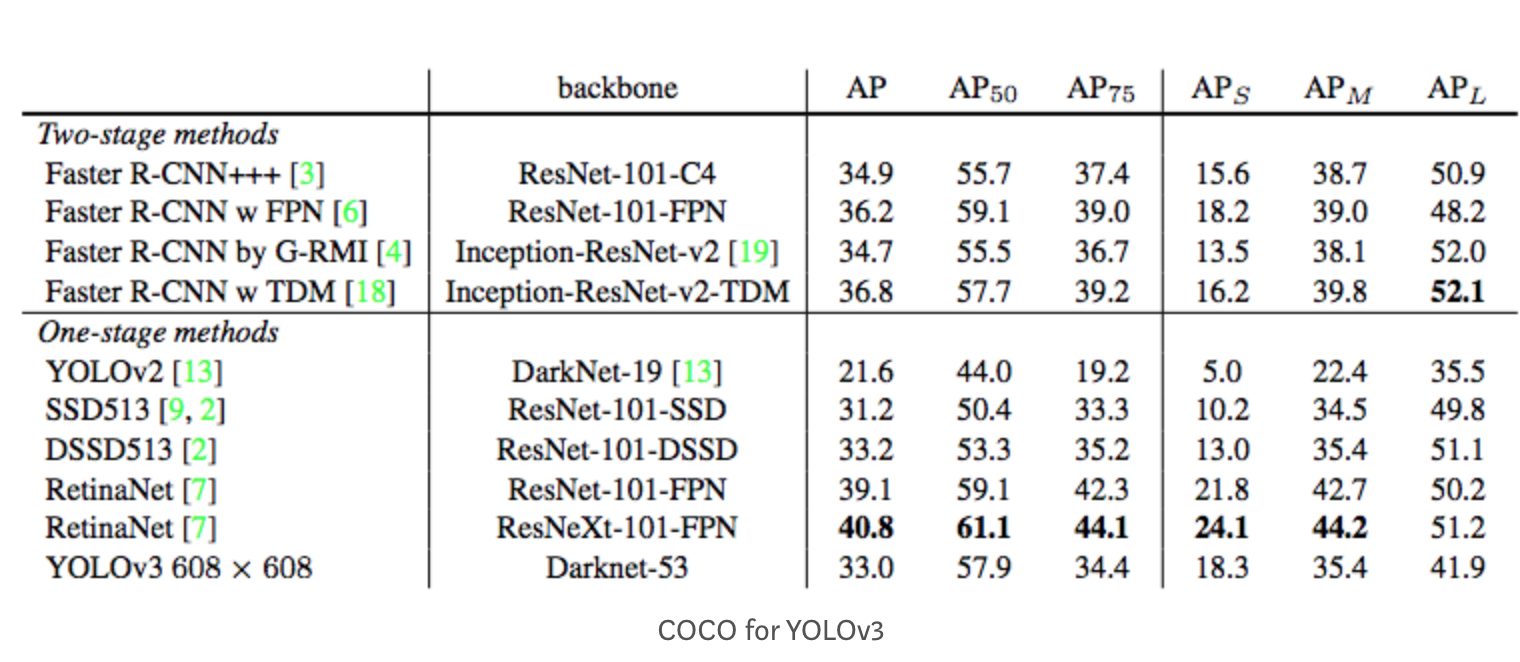 backbone AP AP50 AP75 APS APM APL
Two-stage methods
Faster R-CNN+++ [3] ResNet-101-C4 34.9 55.7 37.4 15.6 38.7 50.9
Faster R-CNN w FPN [6] ResNet-101-FPN 36.2 59.1 39.0 18.2 39.0 48.2
Faster R-CNN by G-RMI [4] Inception-ResNet-v2 [19] 34.7 55.5 36.7 13.5 38.1 52.0
Faster R-CNN w TDM [18] Inception-ResNet-v2-TDM 36.8 57.7 39.2 16.2 39.8 52.1
One-stage methods
YOLOv2 [13] DarkNet-19 [13] 21.6 44.0 19.2 5.0 22.4 35.5
SSD513 [9, 2] ResNet-101-SSD 31.2 50.4 33.3 10.2 34.5 49.8
DSSD513 [2] ResNet-101-DSSD 33.2 53.3 35.2 13.0 35.4 51.1
RetinaNet [7] ResNet-101-FPN 39.1 59.1 42.3 21.8 42.7 50.2
RetinaNet [7] ResNeXt-101-FPN 40.8 61.1 44.1 24.1 44.2 51.2
YOLOv3 608 × 608 Darknet-53 33.0 57.9 34.4 18.3 35.4 41.9
COCO for YOLOv3